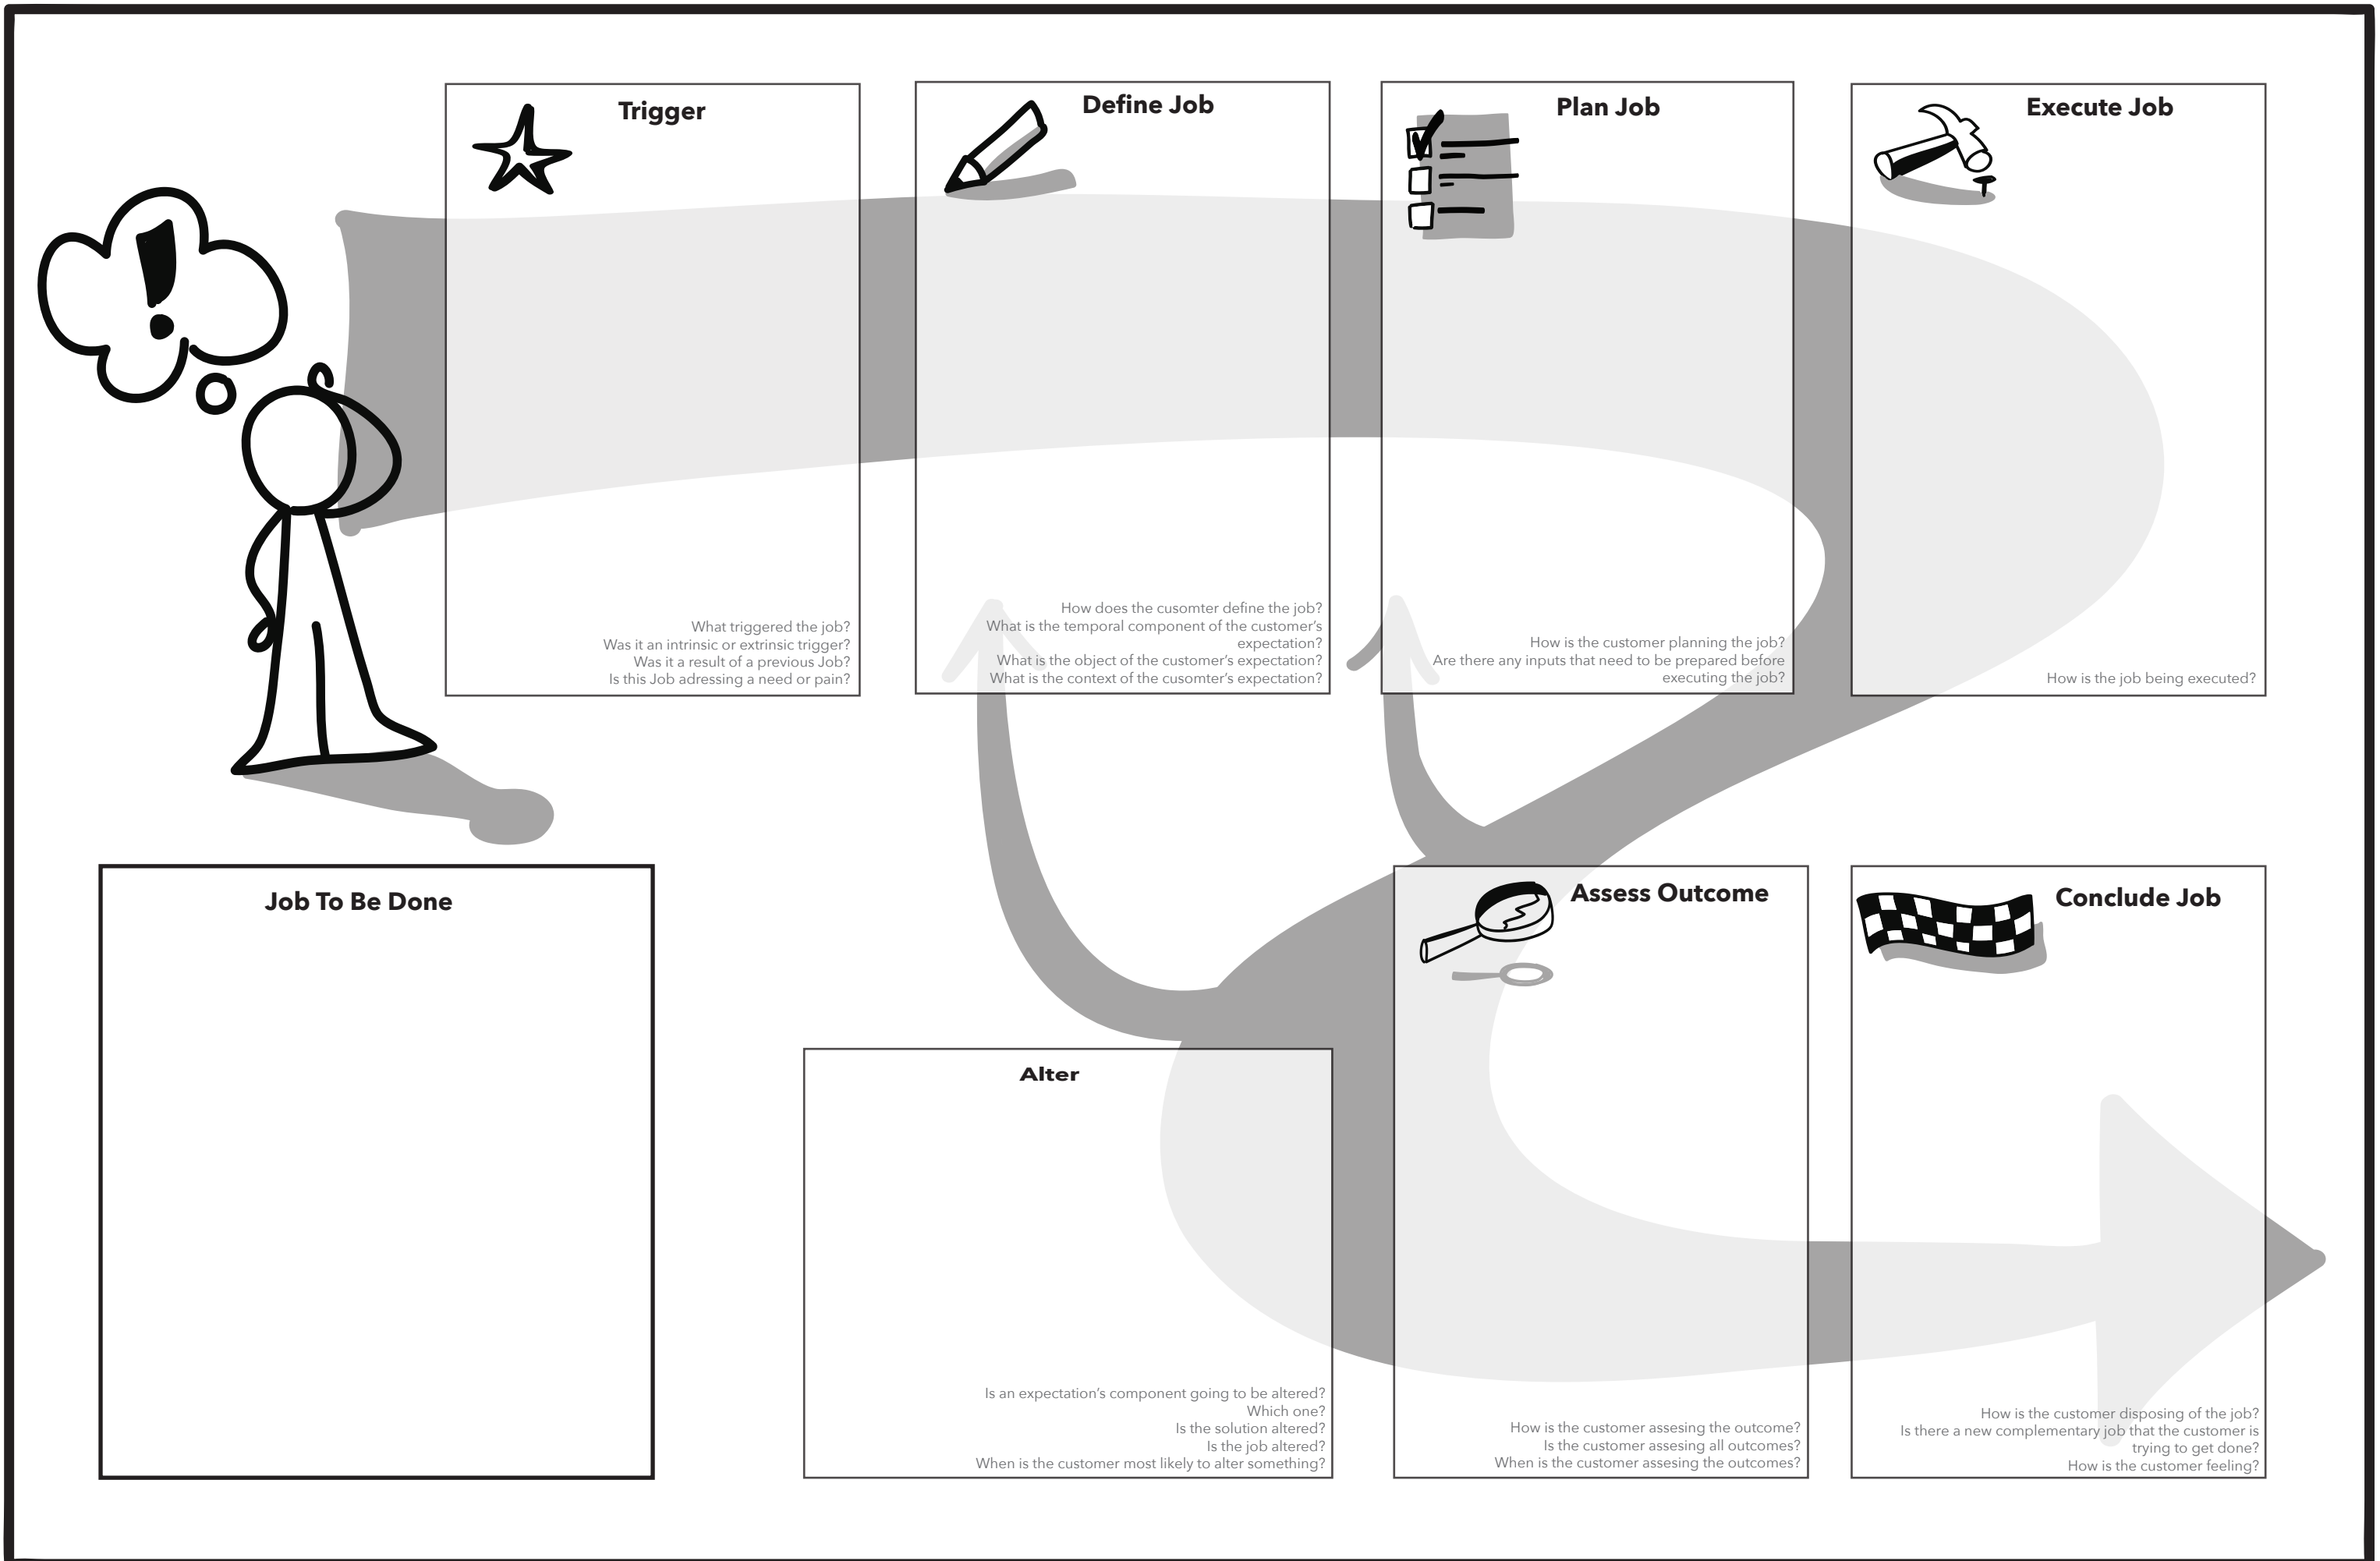 Trigger
What triggered the job?
Was it an intrinsic or extrinsic trigger?
Was it a result of a previous Job?
Is this Job adressing a need or pain?
Define Job
How does the cusomter define the job?
What is the temporal component of the customer's
expectation?
What is the object of the customer's expectation?
What is the context of the cusomter's expectation?
Plan Job
How is the customer planning the job?
Are there any inputs that need to be prepared before
executing the job?
Execute Job
How is the job being executed?
Job To Be Done
Alter
Is an expectation's component going to be altered?
Which one?
Is the solution altered?
Is the job altered?
When is the customer most likely to alter something?
Assess Outcome
How is the customer assesing the outcome?
Is the customer assesing all outcomes?
When is the customer assesing the outcomes?
Conclude Job
How is the customer disposing of the job?
Is there a new complementary job that the customer is
trying to get done?
How is the customer feeling?